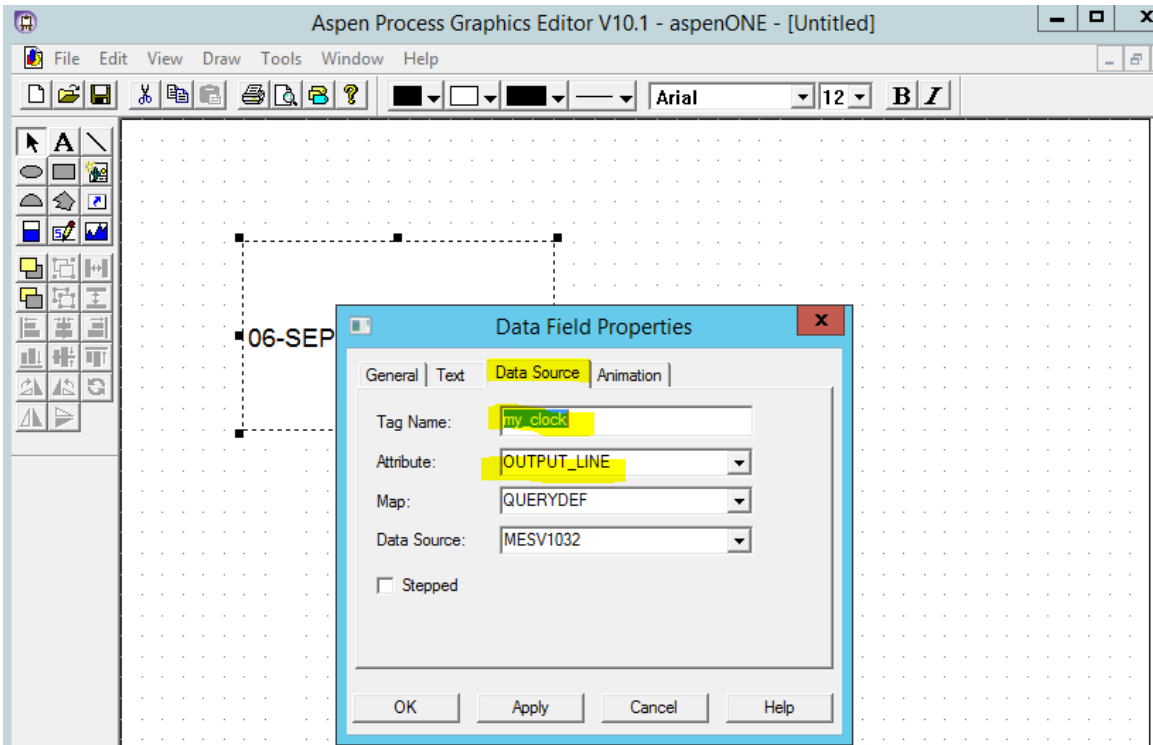 Aspen Process Graphics Editor V10.1 - aspenONE - [Untitled]
File Edit View Draw Tools Window Help
Arial 12 B I
A
06-SEP
Data Field Properties
General Text Data Source Animation
Tag Name: my_clock
Attribute: OUTPUT_LINE
Map: QUERYDEF
Data Source: MESV1032
Stepped
OK Apply Cancel Help